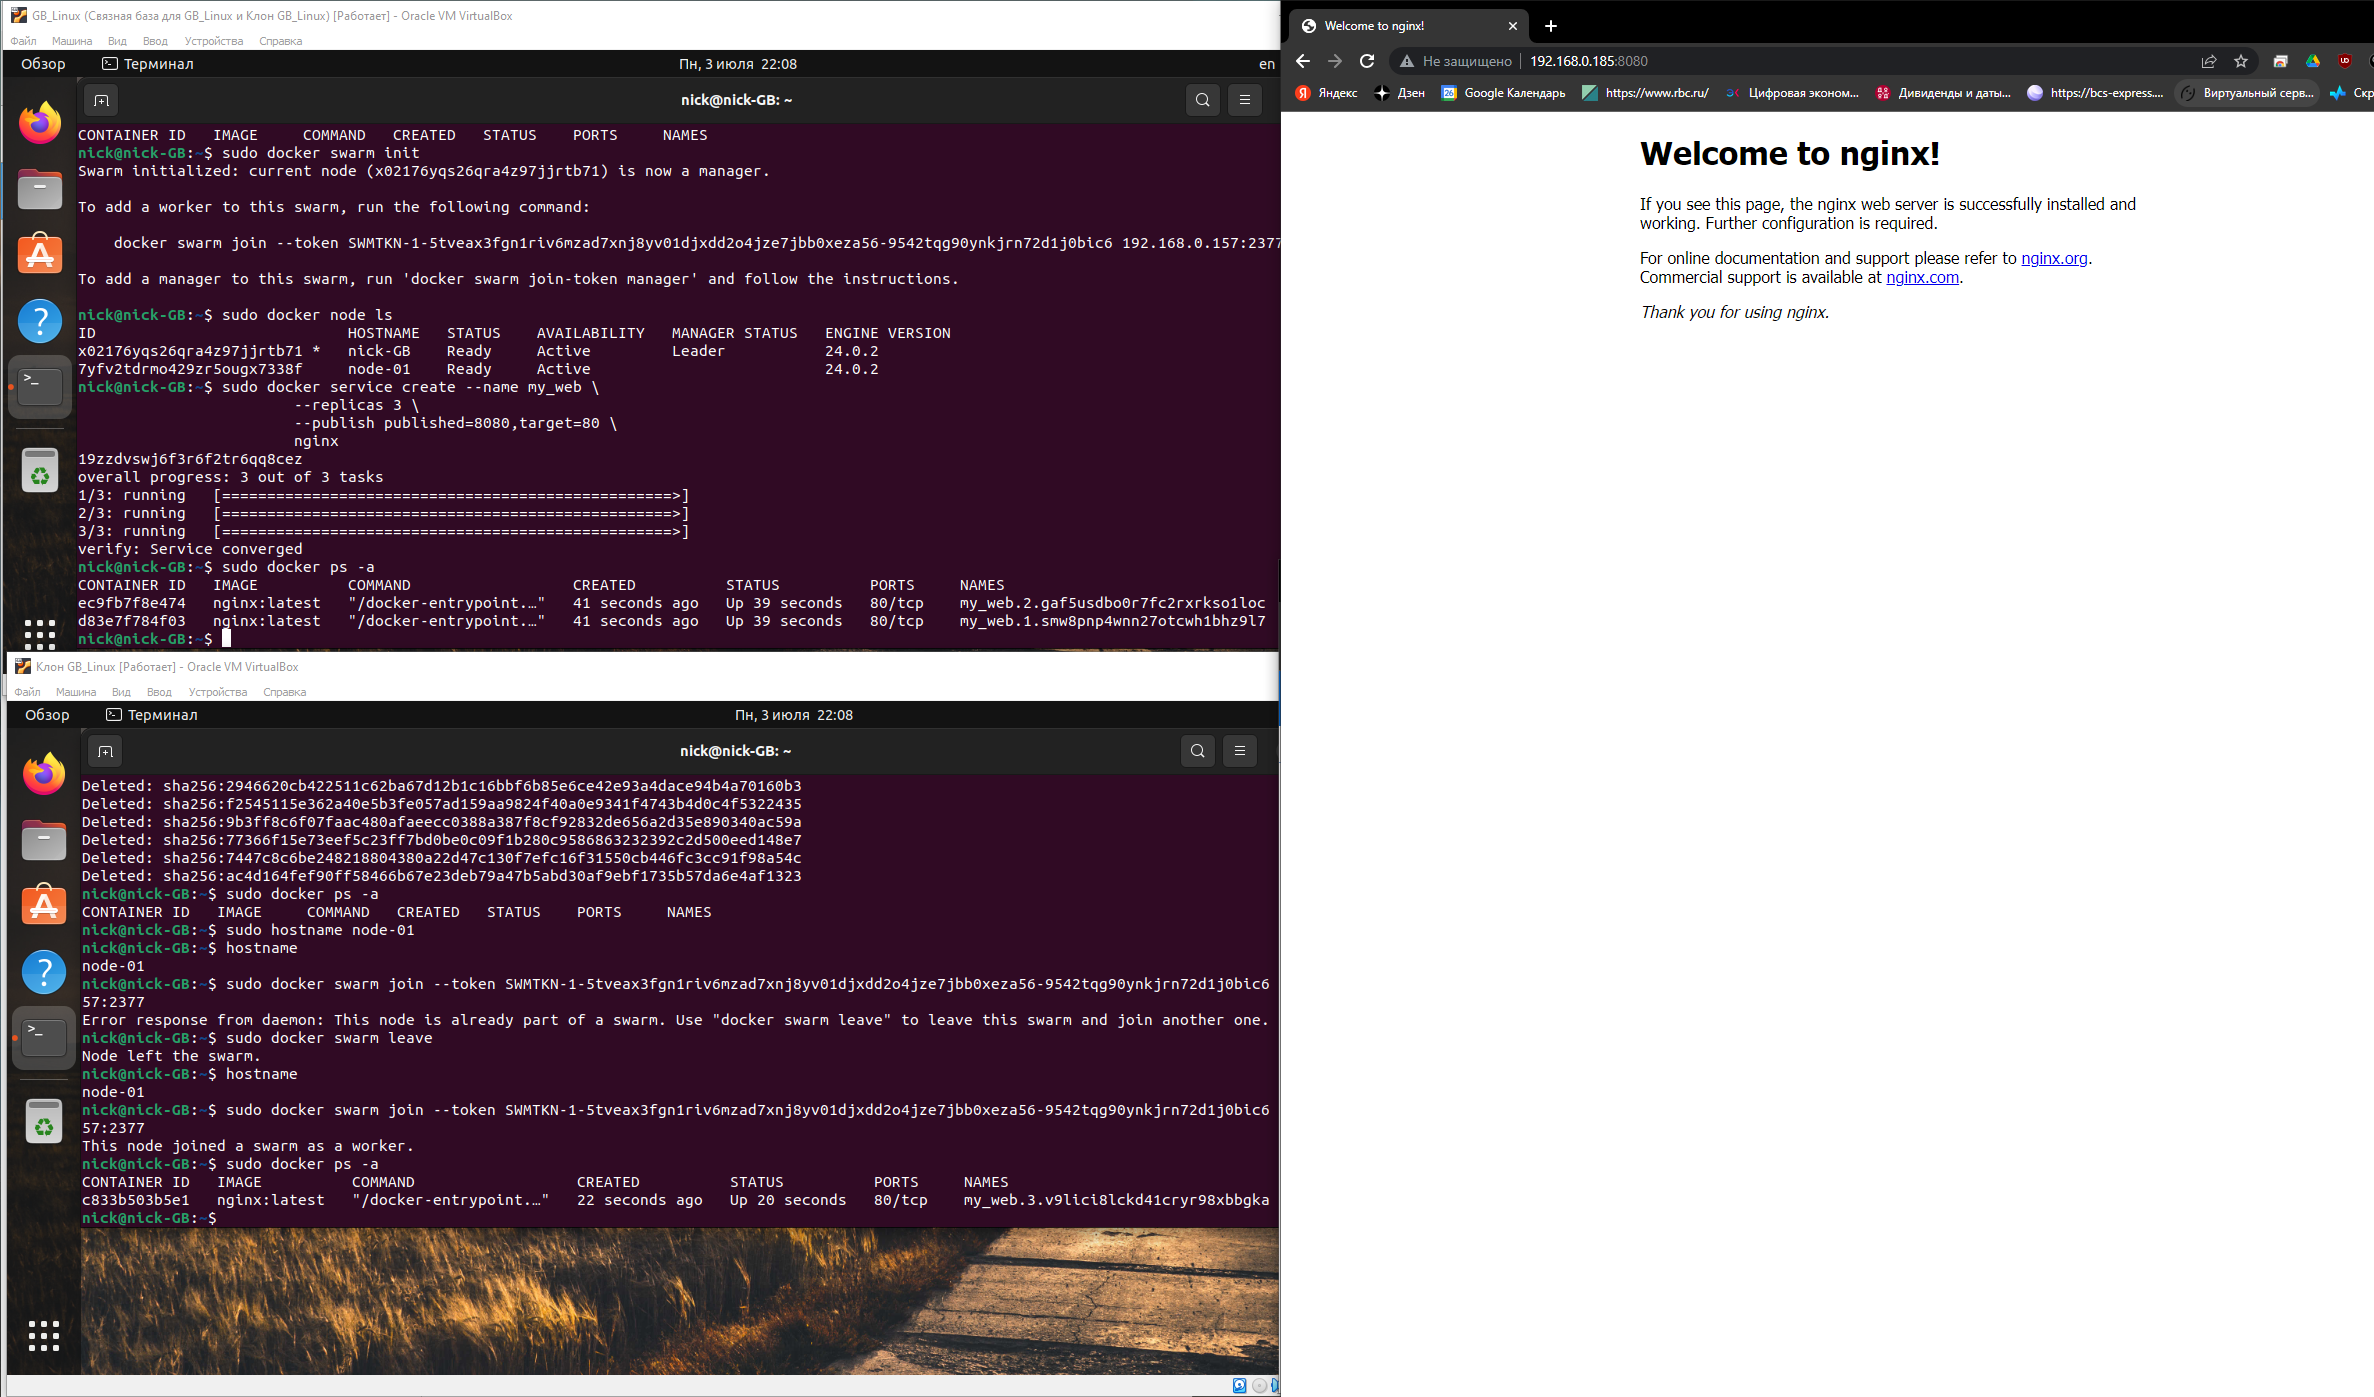 GB_Linux (Связная база для GB_Linux и Клон GB_Linux) [Работает] - Oracle VM VirtualBox
Файл Машина Вид Ввод Устройства Справка
Обзор Терминал Пн, 3 июля 22:08 en
nick@nick-GB: ~
CONTAINER ID IMAGE COMMAND CREATED STATUS PORTS NAMES
nick@nick-GB:~$ sudo docker swarm init
Swarm initialized: current node (x02176yqs26qra4z97jjrtb71) is now a manager.
To add a worker to this swarm, run the following command:
docker swarm join --token SWMTKN-1-5tveax3fgn1riv6mzad7xnj8yv01djxdd2o4jze7jbb0xeza56-9542tqg90ynkjrn72d1j0bic6 192.168.0.157:2377
To add a manager to this swarm, run 'docker swarm join-token manager' and follow the instructions.
nick@nick-GB:~$ sudo docker node ls
ID HOSTNAME STATUS AVAILABILITY MANAGER STATUS ENGINE VERSION
x02176yqs26qra4z97jjrtb71 * nick-GB Ready Active Leader 24.0.2
7yfv2tdrmo429zr5ougx7338f node-01 Ready Active 24.0.2
nick@nick-GB:~$ sudo docker service create --name my_web \
--replicas 3 \
--publish published=8080,target=80 \
nginx
19zzdvswj6f3r6f2tr6qq8cez
overall progress: 3 out of 3 tasks
1/3: running [==================================================>]
2/3: running [==================================================>]
3/3: running [==================================================>]
verify: Service converged
nick@nick-GB:~$ sudo docker ps -a
CONTAINER ID IMAGE COMMAND CREATED STATUS PORTS NAMES
ec9fb7f8e474 nginx:latest "/docker-entrypoint.…" 41 seconds ago Up 39 seconds 80/tcp my_web.2.gaf5usdbo0r7fc2rxrkso1loc
d83e7f784f03 nginx:latest "/docker-entrypoint.…" 41 seconds ago Up 39 seconds 80/tcp my_web.1.smw8pnp4wnn27otcwh1bhz9l7
nick@nick-GB:~$
Клон GB_Linux [Работает] - Oracle VM VirtualBox
Файл Машина Вид Ввод Устройства Справка
Обзор Терминал Пн, 3 июля 22:08
nick@nick-GB: ~
Deleted: sha256:2946620cb422511c62ba67d12b1c16bbf6b85e6ce42e93a4dace94b4a70160b3
Deleted: sha256:f2545115e362a40e5b3fe057ad159aa9824f40a0e9341f4743b4d0c4f5322435
Deleted: sha256:9b3ff8c6f07faac480afaeecc0388a387f8cf92832de656a2d35e890340ac59a
Deleted: sha256:77366f15e73eef5c23ff7bd0be0c09f1b280c9586863232392c2d500eed148e7
Deleted: sha256:7447c8c6be248218804380a22d47c130f7efc16f31550cb446fc3cc91f98a54c
Deleted: sha256:ac4d164fef90ff58466b67e23deb79a47b5abd30af9ebf1735b57da6e4af1323
nick@nick-GB:~$ sudo docker ps -a
CONTAINER ID IMAGE COMMAND CREATED STATUS PORTS NAMES
nick@nick-GB:~$ sudo hostname node-01
nick@nick-GB:~$ hostname
node-01
nick@nick-GB:~$ sudo docker swarm join --token SWMTKN-1-5tveax3fgn1riv6mzad7xnj8yv01djxdd2o4jze7jbb0xeza56-9542tqg90ynkjrn72d1j0bic6
57:2377
Error response from daemon: This node is already part of a swarm. Use "docker swarm leave" to leave this swarm and join another one.
nick@nick-GB:~$ sudo docker swarm leave
Node left the swarm.
nick@nick-GB:~$ hostname
node-01
nick@nick-GB:~$ sudo docker swarm join --token SWMTKN-1-5tveax3fgn1riv6mzad7xnj8yv01djxdd2o4jze7jbb0xeza56-9542tqg90ynkjrn72d1j0bic6
57:2377
This node joined a swarm as a worker.
nick@nick-GB:~$ sudo docker ps -a
CONTAINER ID IMAGE COMMAND CREATED STATUS PORTS NAMES
c833b503b5e1 nginx:latest "/docker-entrypoint.…" 22 seconds ago Up 20 seconds 80/tcp my_web.3.v9lici8lckd41cryr98xbbgka
nick@nick-GB:~$
Welcome to nginx!
Не защищено 192.168.0.185:8080
Яндекс Дзен Google Календарь https://www.rbc.ru/ Цифровая эконом... Дивиденды и даты... https://bcs-express.... Виртуальный серв... Скр
Welcome to nginx!
If you see this page, the nginx web server is successfully installed and
working. Further configuration is required.
For online documentation and support please refer to nginx.org.
Commercial support is available at nginx.com.
Thank you for using nginx.